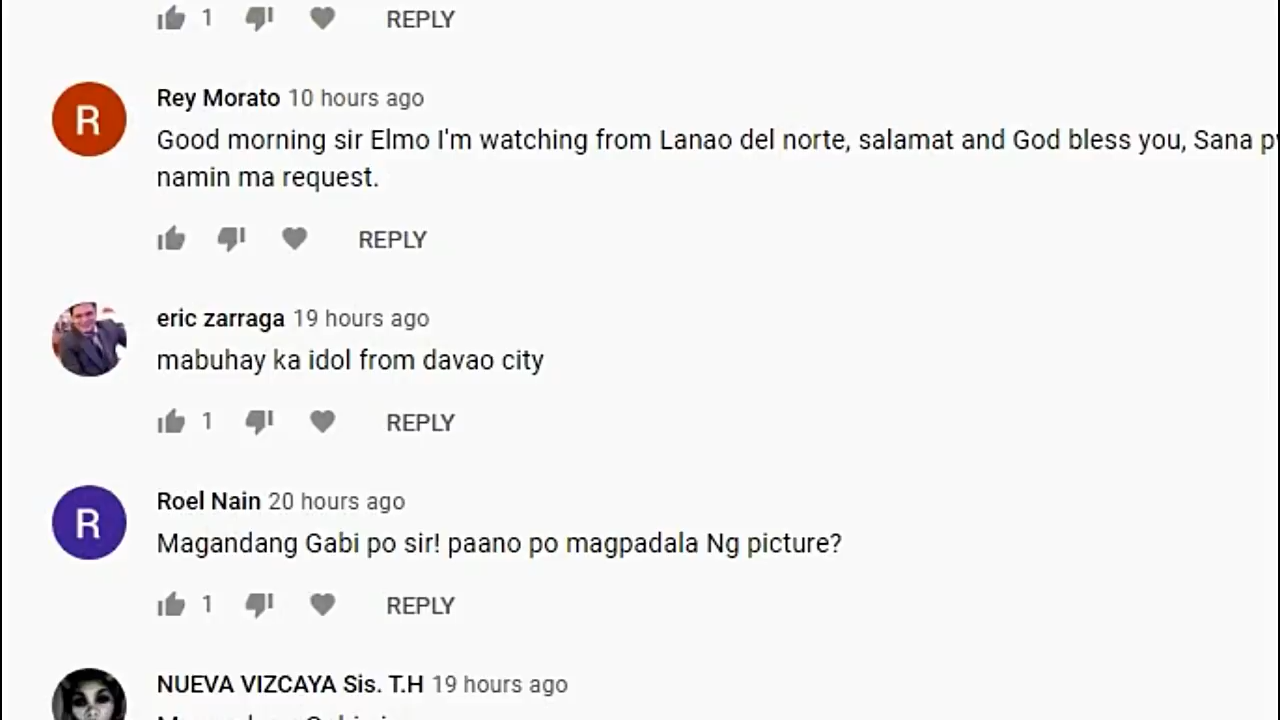 1 REPLY
R
Rey Morato 10 hours ago
Good morning sir Elmo I'm watching from Lanao del norte, salamat and God bless you, Sana
namin ma request.
REPLY
eric zarraga 19 hours ago
mabuhay ka idol from davao city
1 REPLY
R
Roel Nain 20 hours ago
Magandang Gabi po sir! paano po magpadala Ng picture?
1 REPLY
NUEVA VIZCAYA Sis. T.H 19 hours ago